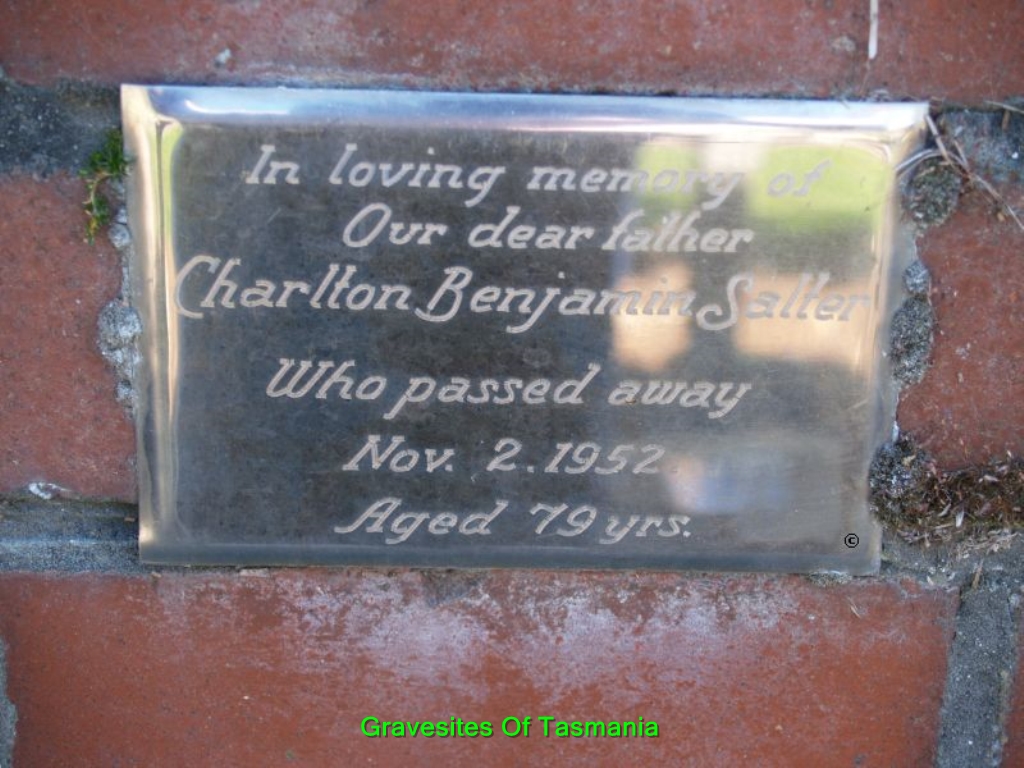 In loving memory of
Our dear father
Charlton Benjamin Salter
Who passed away
Nov. 2. 1952
Aged 79 yrs.
©
Gravesites Of Tasmania